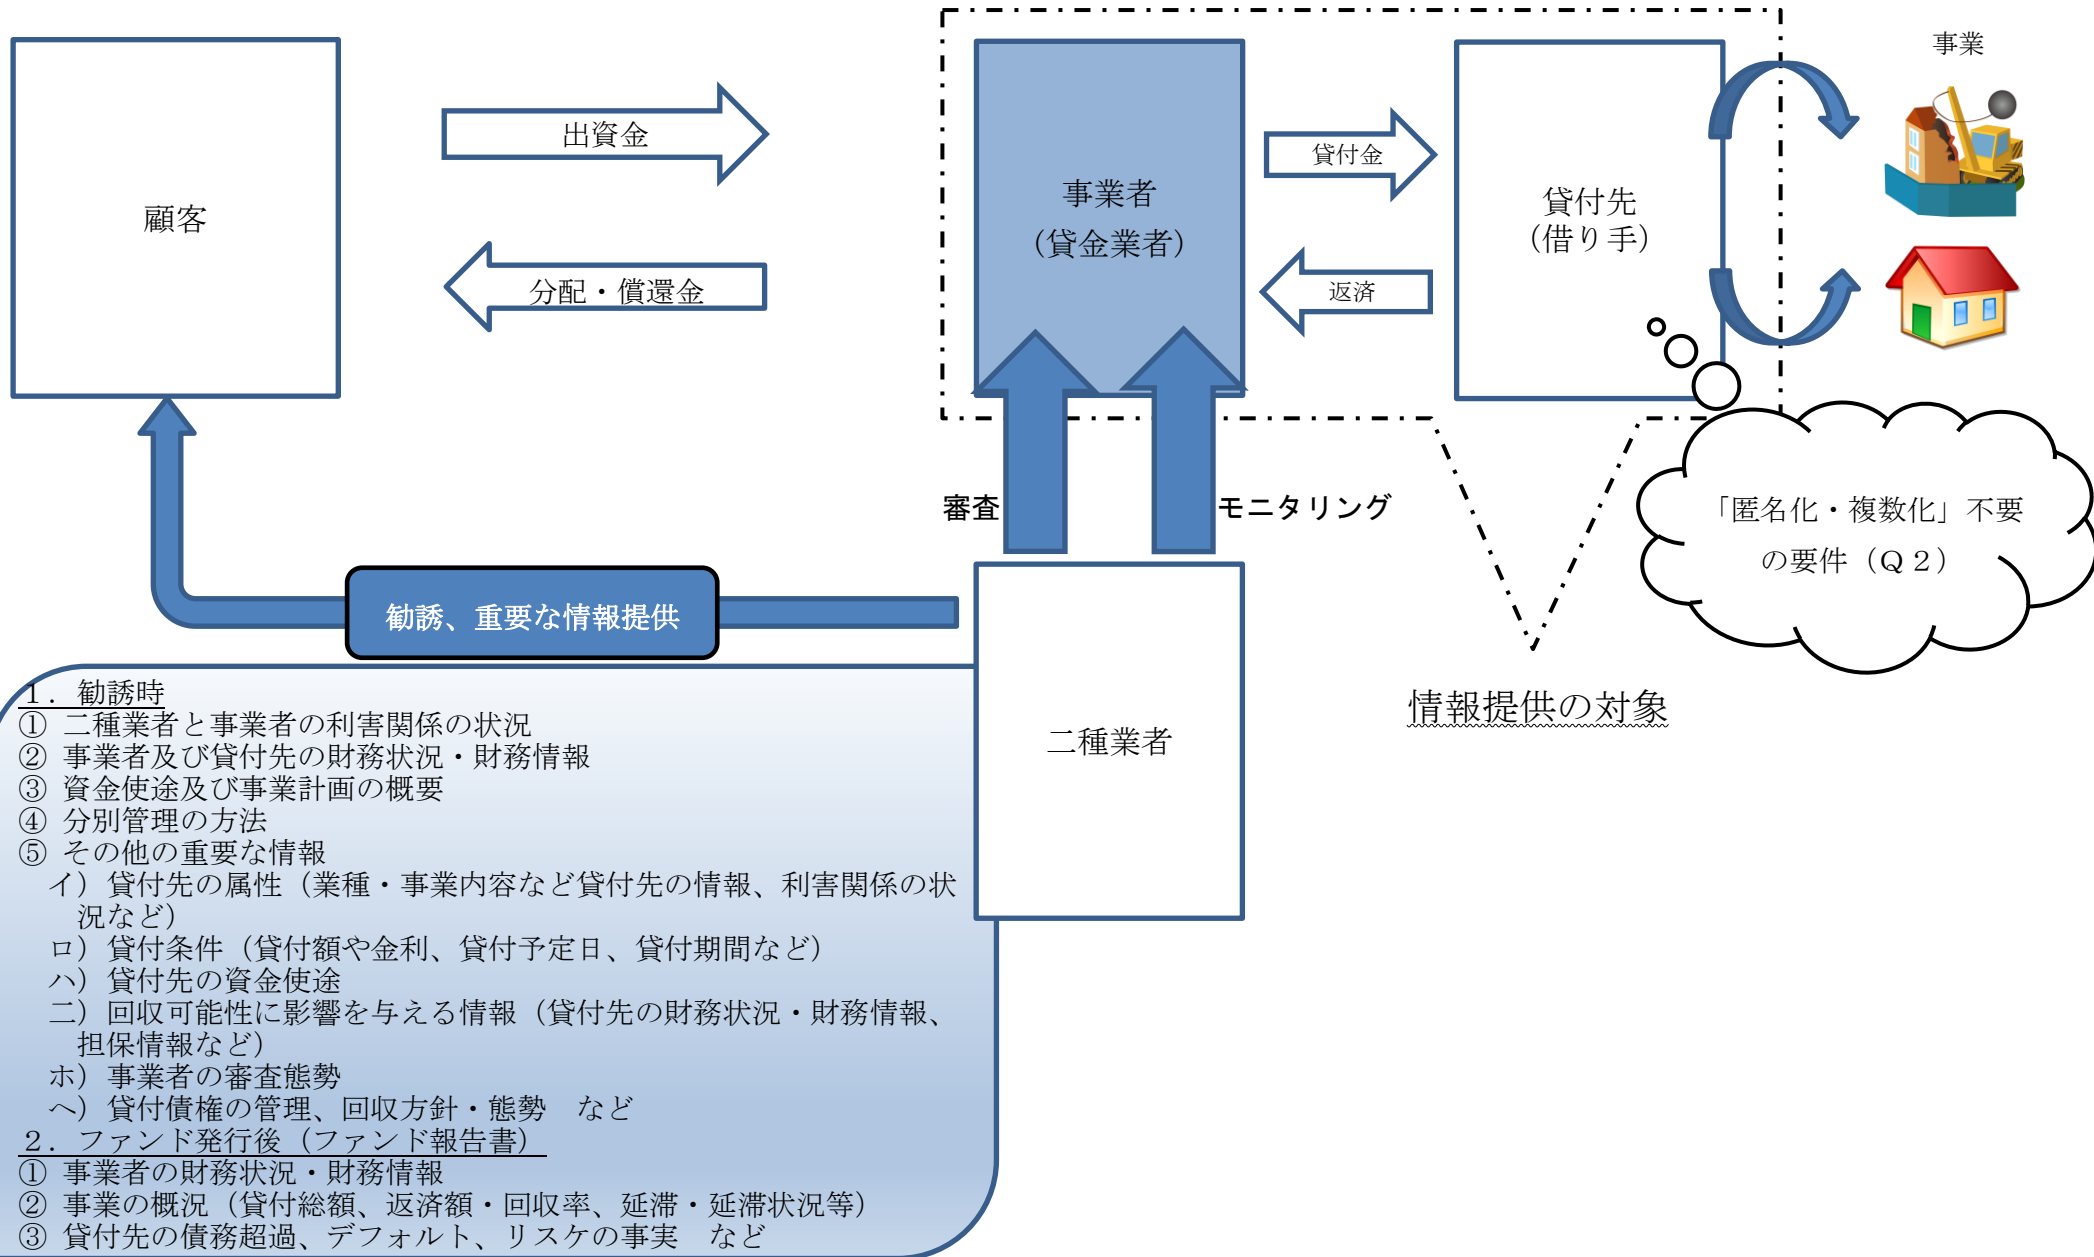 事業
出資金
貸付金
事業者
(貸金業者)
貸付先
(借り手)
顧客
分配・償還金
返済
審査
モニタリング
「匿名化・複数化」不要
の要件（Q２）
勧誘、重要な情報提供
情報提供の対象
二種業者
１．勧誘時
① 二種業者と事業者の利害関係の状況
② 事業者及び貸付先の財務状況・財務情報
③ 資金使途及び事業計画の概要
④ 分別管理の方法
⑤ その他の重要な情報
イ）貸付先の属性（業種・事業内容など貸付先の情報、利害関係の状
況など）
ロ）貸付条件（貸付額や金利、貸付予定日、貸付期間など）
ハ）貸付先の資金使途
二）回収可能性に影響を与える情報（貸付先の財務状況・財務情報、
担保情報など）
ホ）事業者の審査態勢
へ）貸付債権の管理、回収方針・態勢　など
２．ファンド発行後（ファンド報告書）
① 事業者の財務状況・財務情報
② 事業の概況（貸付総額、返済額・回収率、延滞・延滞状況等）
③ 貸付先の債務超過、デフォルト、リスケの事実　など